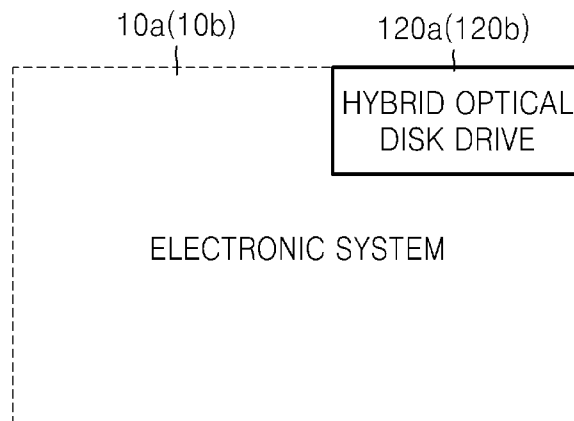 10a(10b)
120a(120b)
HYBRID OPTICAL
DISK DRIVE
ELECTRONIC SYSTEM